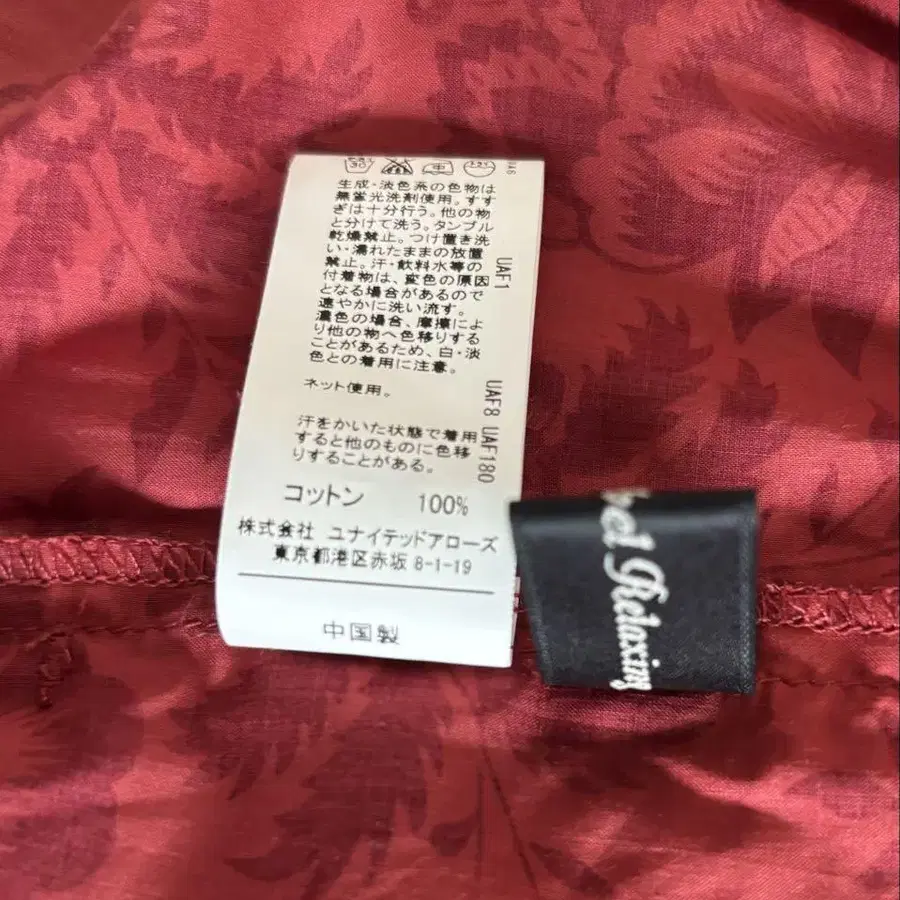 30
UA6
生成・淡色系の色物は
無蛍光洗剤使用。すす
ぎは十分行う。他の物
と分けて洗う。タンブル
乾燥禁止。つけ置き洗
い・濡れたままの放置
禁止。汗・飲料水等の
付着物は、変色の原因
となる場合があるので
速やかに洗い流す。
濃色の場合、摩擦によ
り他の物へ色移りする
ことがあるため、白・淡
色との着用に注意。
ネット使用。
汗をかいた状態で着用
すると他のものに色移
りすることがある。
UAF1
UAF8 UAF180
コットン 100%
株式会社 ユナイテッドアローズ
東京都港区赤坂 8-1-19
中国製
Relaxing